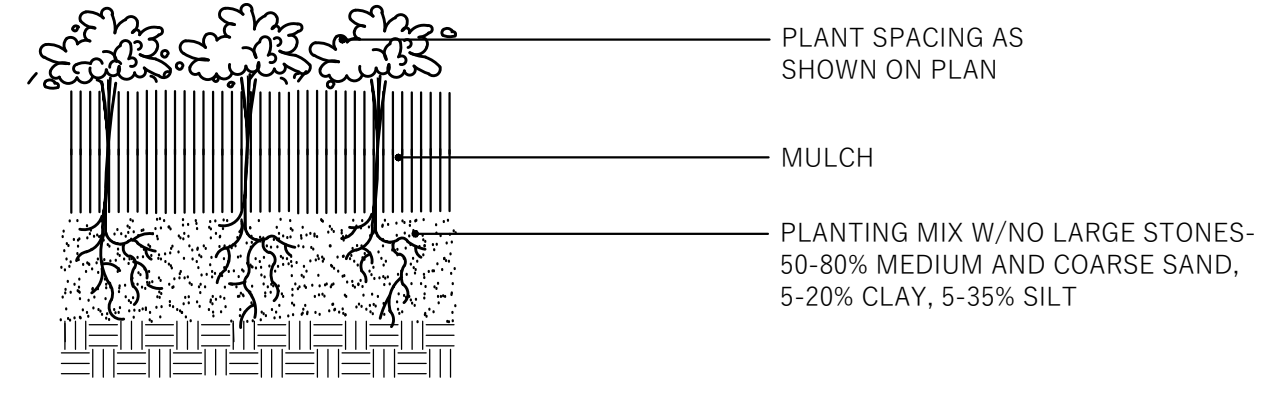 PLANT SPACING AS
SHOWN ON PLAN
MULCH
PLANTING MIX W/NO LARGE STONES-
50-80% MEDIUM AND COARSE SAND,
5-20% CLAY, 5-35% SILT